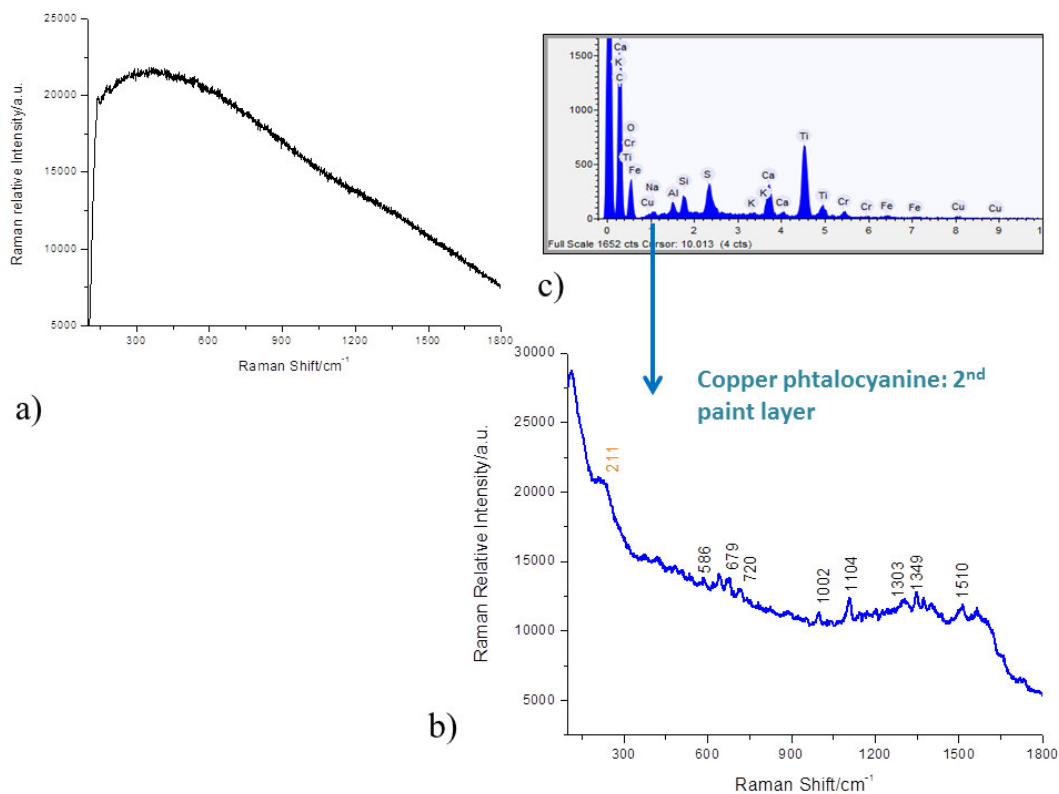 25000
20000
15000
10000
5000
Raman relative Intensity/a.u.
300 600 900 1200 1500 1800
Raman Shift/cm-1
a)
1500
1000
500
0
Ca
K
C
O
Cr
Ti
Fe
Na
Cu
Al
Si
S
K
K
Ca
Ca
Ti
Ti
Cr
Cr
Fe
Fe
Cu
Cu
0 1 2 3 4 5 6 7 8 9
Full Scale 1652 cts Cursor: 10.013 (4 cts)
c)
Copper phtalocyanine: 2nd
paint layer
30000
25000
20000
15000
10000
5000
Raman Relative Intensity/a.u.
211
586
679
720
1002
1104
1303
1349
1510
300 600 900 1200 1500 1800
Raman Shift/cm-1
b)